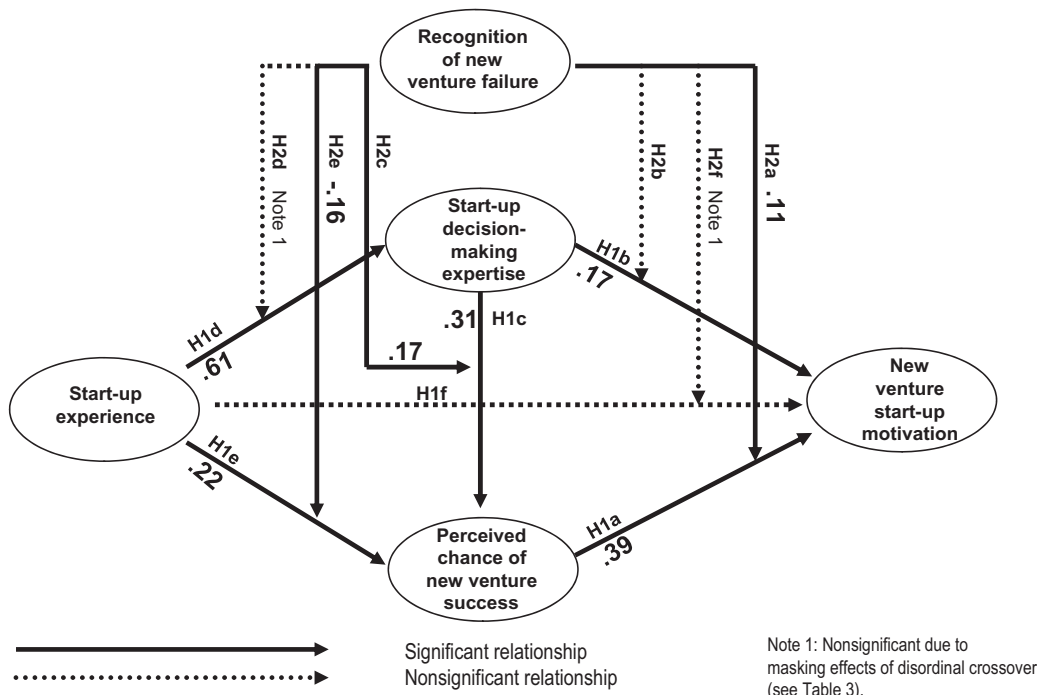 Recognition
of new
venture failure
H2d Note 1
H2e -.16
H2c
H2b
H2f Note 1
H2a .11
Start-up
decision-
making
expertise
H1b
.17
.31 H1c
H1d
.61
.17
Start-up
experience
H1f
New
venture
start-up
motivation
H1e
.22
Perceived
chance of
new venture
success
H1a
.39
Significant relationship
Nonsignificant relationship
Note 1: Nonsignificant due to
masking effects of disordinal crossover
(see Table 3).